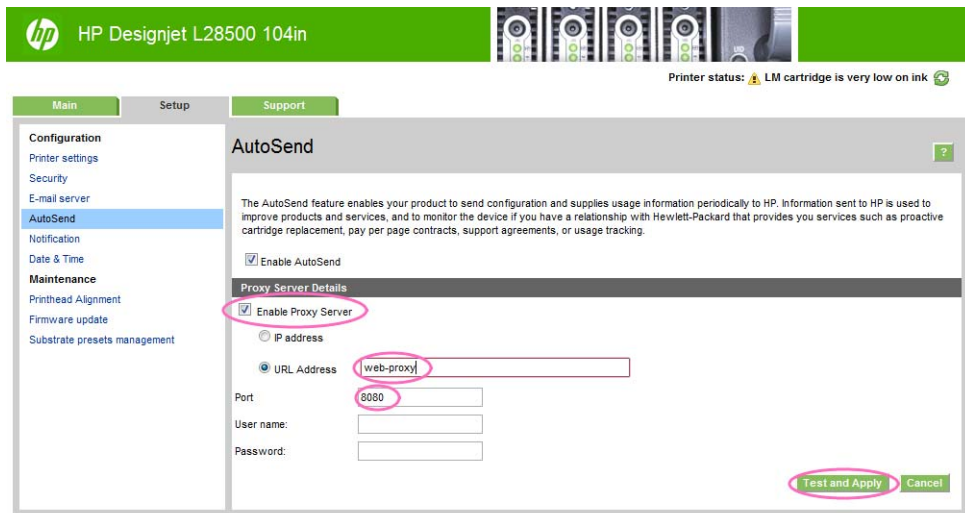 hp HP Designjet L28500 104in
UID
Printer status: LM cartridge is very low on ink
Main Setup Support
Configuration
Printer settings
Security
E-mail server
AutoSend
Notification
Date & Time
Maintenance
Printhead Alignment
Firmware update
Substrate presets management
AutoSend
?
The AutoSend feature enables your product to send configuration and supplies usage information periodically to HP. Information sent to HP is used to
improve products and services, and to monitor the device if you have a relationship with Hewlett-Packard that provides you services such as proactive
cartridge replacement, pay per page contracts, support agreements, or usage tracking.
Enable AutoSend
Proxy Server Details
Enable Proxy Server
IP address
URL Address web-proxy
Port 8080
User name:
Password:
Test and Apply Cancel